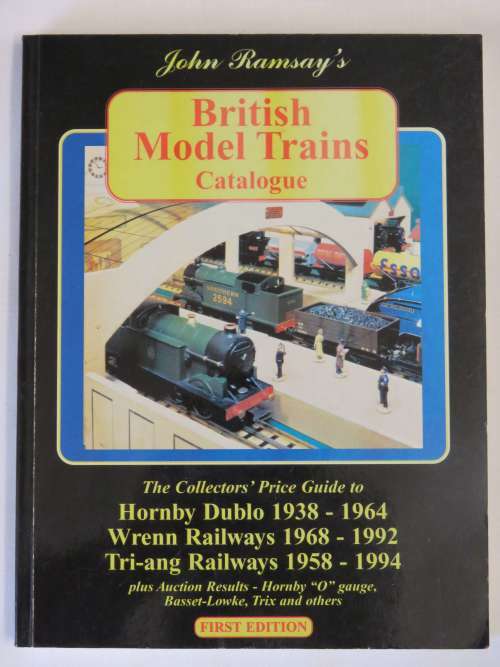 John Ramsay's
British
Model Trains
Catalogue
SOUTHERN
2594
Esso
The Collectors' Price Guide to
Hornby Dublo 1938 - 1964
Wrenn Railways 1968 - 1992
Tri-ang Railways 1958 - 1994
plus Auction Results - Hornby "O" gauge,
Basset-Lowke, Trix and others
FIRST EDITION